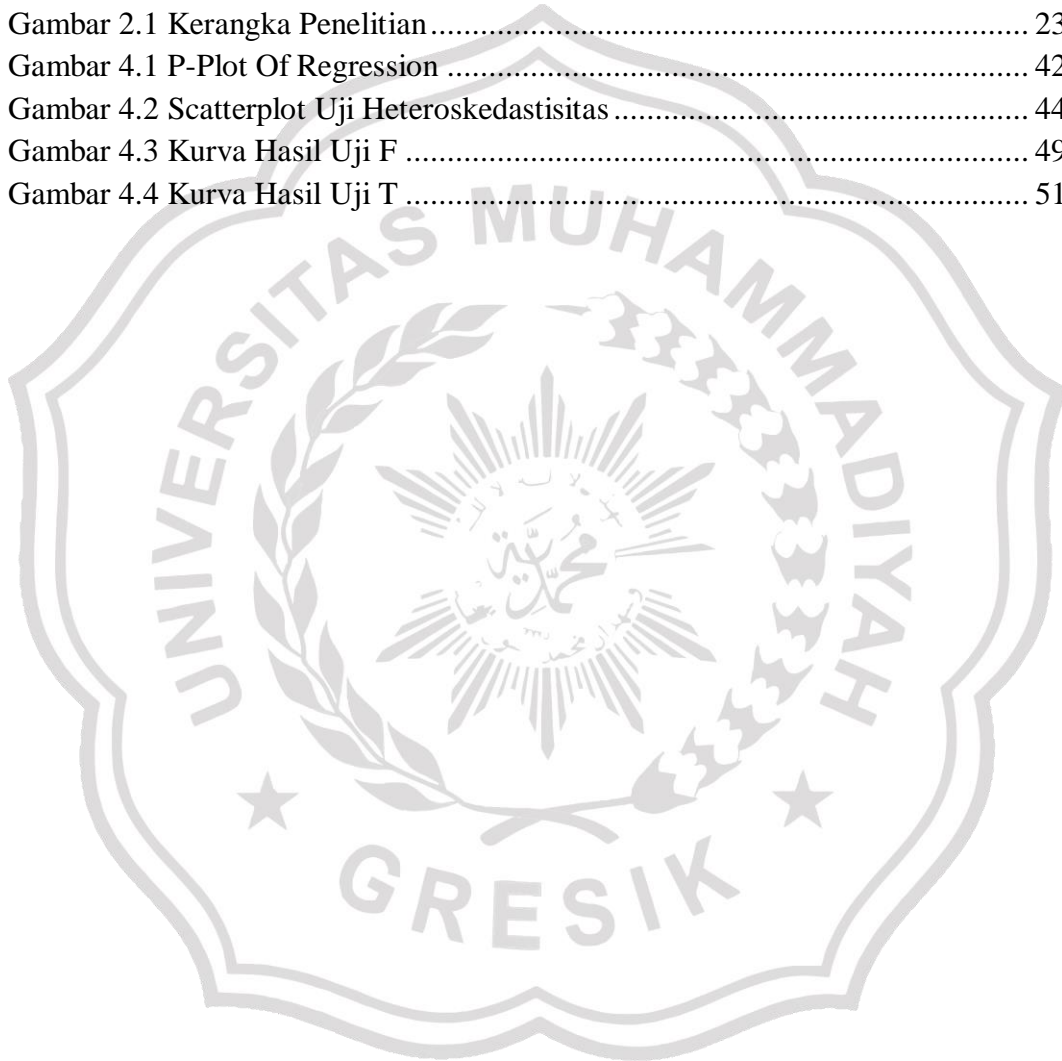 Gambar 2.1 Kerangka Penelitian.......................................................................................... 23
Gambar 4.1 P-Plot Of Regression ....................................................................................... 42
Gambar 4.2 Scatterplot Uji Heteroskedastisitas.............................................................. 44
Gambar 4.3 Kurva Hasil Uji F ............................................................................................. 49
Gambar 4.4 Kurva Hasil Uji T ............................................................................................. 51
UNIVERSITAS MUHAMMADIYAH
محمدية
GRESIK